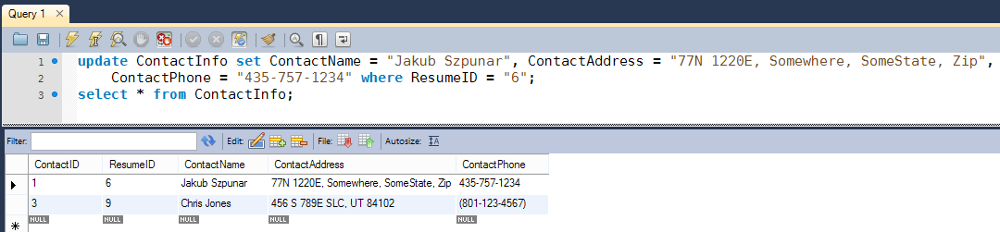 Query 1
1 update ContactInfo set ContactName = "Jakub Szpunar", ContactAddress = "77N 1220E, Somewhere, SomeState, Zip",
2 ContactPhone = "435-757-1234" where ResumeID = "6";
3 select * from ContactInfo;
Filter: Edit: File: Autosize:
ContactID ResumeID ContactName ContactAddress ContactPhone
1 6 Jakub Szpunar 77N 1220E, Somewhere, SomeState, Zip 435-757-1234
3 9 Chris Jones 456 S 789E SLC, UT 84102 (801-123-4567)
NULL NULL NULL NULL NULL